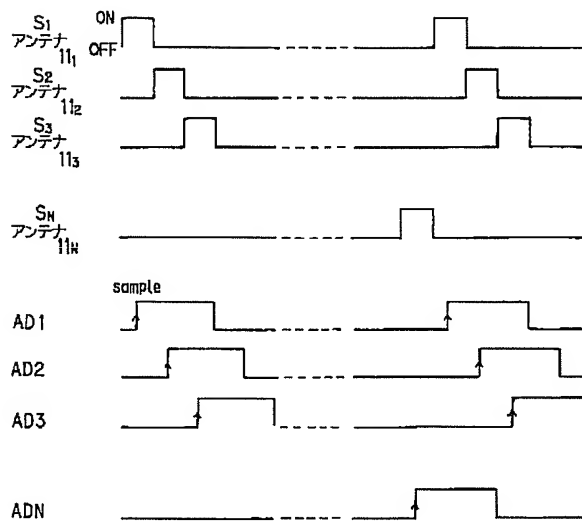 S1 ON
アンテナ 11₁ OFF
S2
アンテナ 11₂
S3
アンテナ 11₃
SN
アンテナ 11N
sample
AD1
AD2
AD3
ADN